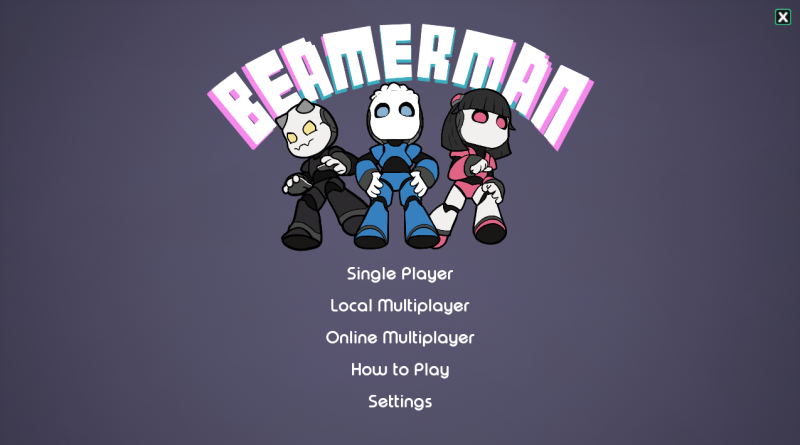 BEAMERMAN
Single Player
Local Multiplayer
Online Multiplayer
How to Play
Settings